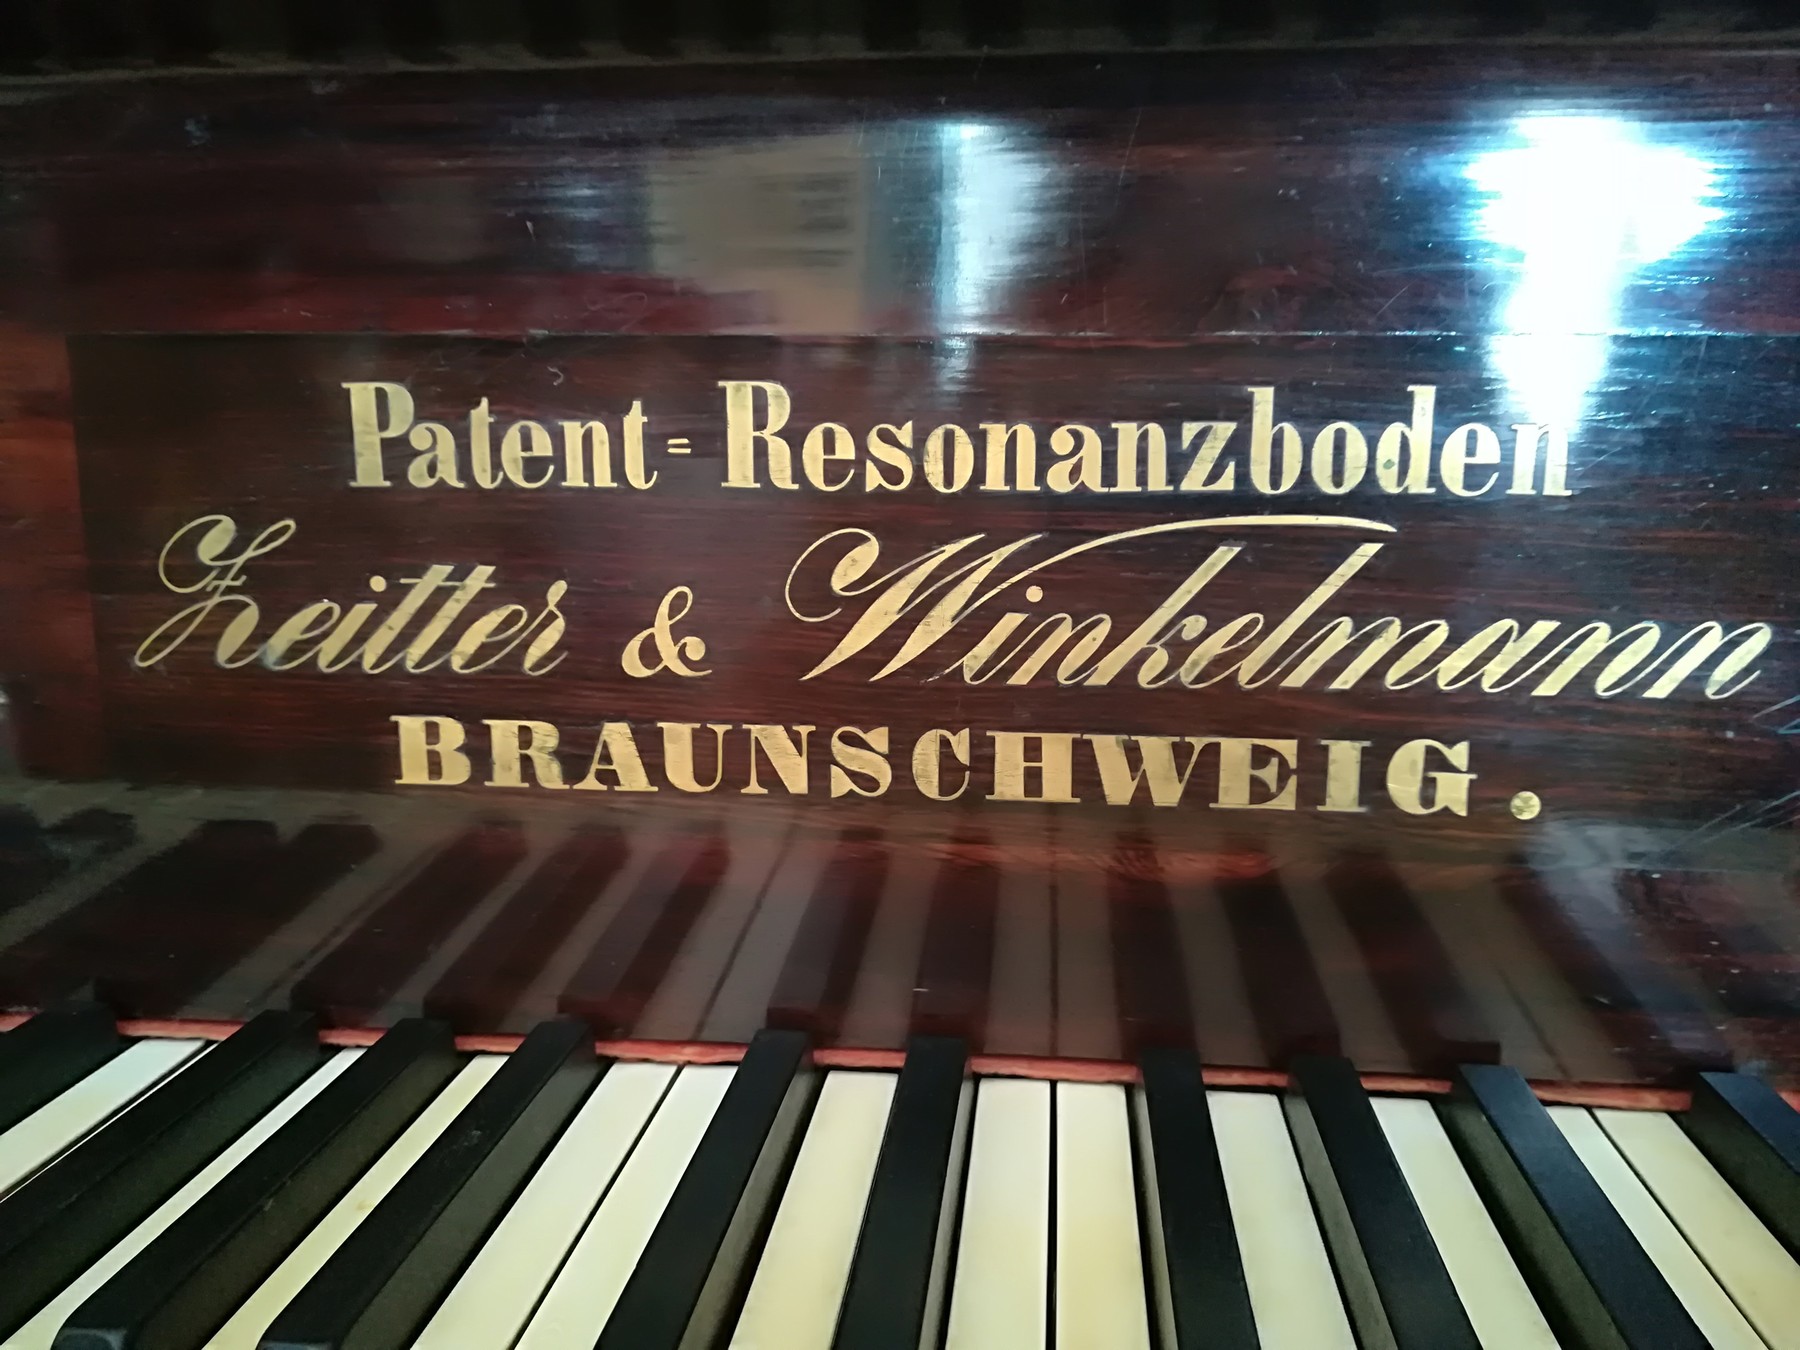 Patent=Resonanzboden
Zeitter & Winkelmann
BRAUNSCHWEIG.